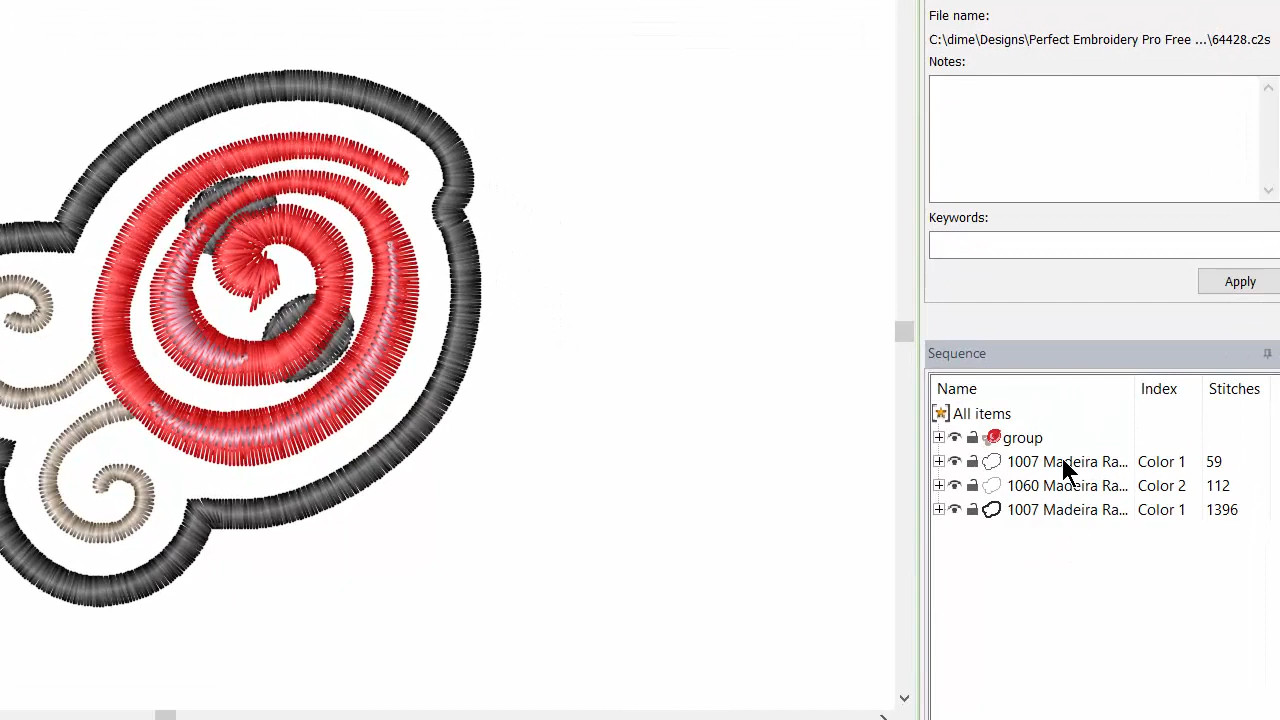 File name:
C:\dime\Designs\Perfect Embroidery Pro Free ...\64428.c2s
Notes:
Keywords:
Apply
Sequence
Name Index Stitches
All items
group
1007 Madeira Ra... Color 1 59
1060 Madeira Ra... Color 2 112
1007 Madeira Ra... Color 1 1396